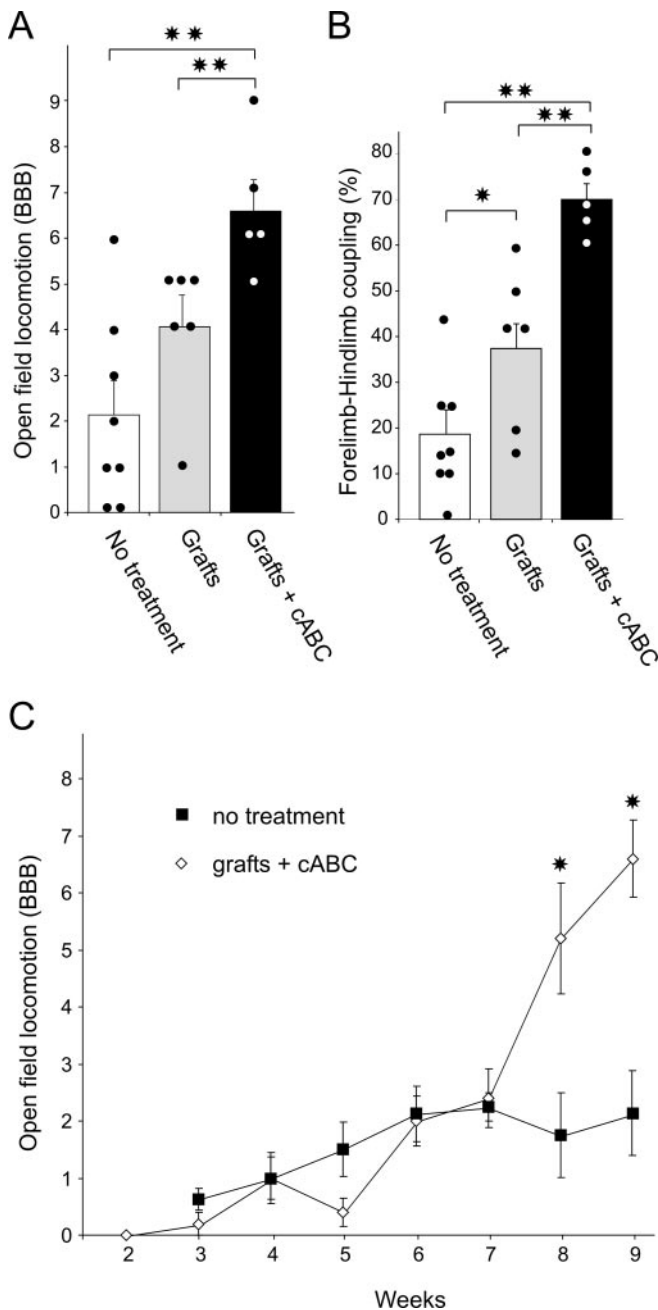 A
Open field locomotion (BBB)
9
8
7
6
5
4
3
2
1
0
No treatment
Grafts
Grafts + cABC
B
Forelimb-Hindlimb coupling (%)
80
70
60
50
40
30
20
10
0
No treatment
Grafts
Grafts + cABC
C
Open field locomotion (BBB)
8
7
6
5
4
3
2
1
0
no treatment
grafts + cABC
2 3 4 5 6 7 8 9
Weeks